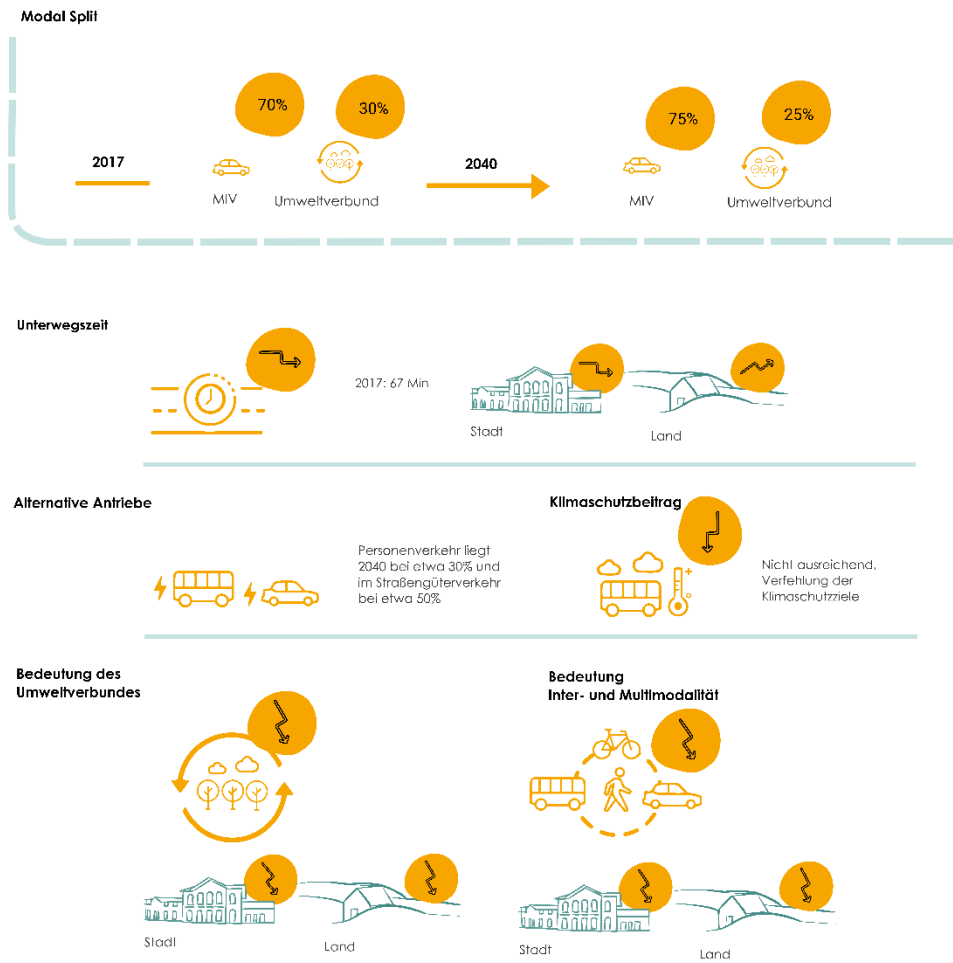 Modal Split
70%
30%
75%
25%
2017
2040
MIV
Umweltverbund
MIV
Umweltverbund
Unterwegszeit
2017: 67 Min
Stadt
Land
Alternative Antriebe
Personenverkehr liegt
2040 bei etwa 30% und
im Straßengüterverkehr
bei etwa 50%
Klimaschutzbeitrag
Nicht ausreichend,
Verfehlung der
Klimaschutzziele
Bedeutung des
Umweltverbundes
Stadt
Land
Bedeutung
Inter- und Multimodalität
Stadt
Land